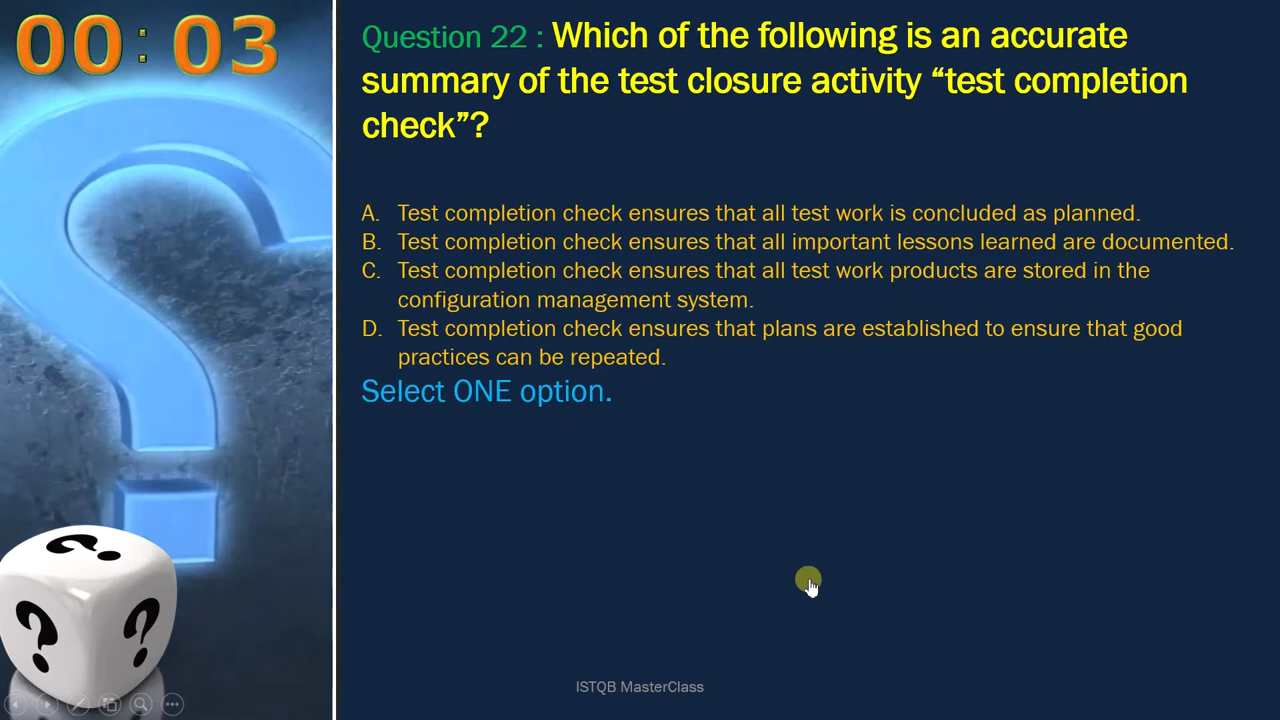 00:03
Question 22 : Which of the following is an accurate
summary of the test closure activity “test completion
check”?
A. Test completion check ensures that all test work is concluded as planned.
B. Test completion check ensures that all important lessons learned are documented.
C. Test completion check ensures that all test work products are stored in the
configuration management system.
D. Test completion check ensures that plans are established to ensure that good
practices can be repeated.
Select ONE option.
? ? ?
ISTQB MasterClass